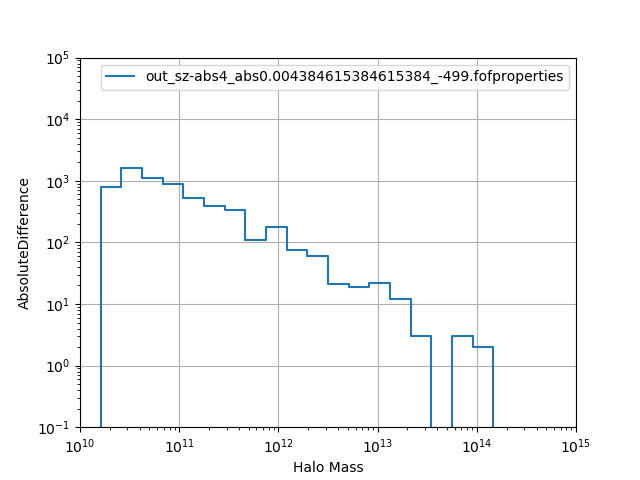 out_sz-abs4_abs0.004384615384615384_-499.fofproperties
10^5
10^4
10^3
10^2
10^1
10^0
10^-1
AbsoluteDifference
10^10 10^11 10^12 10^13 10^14 10^15
Halo Mass